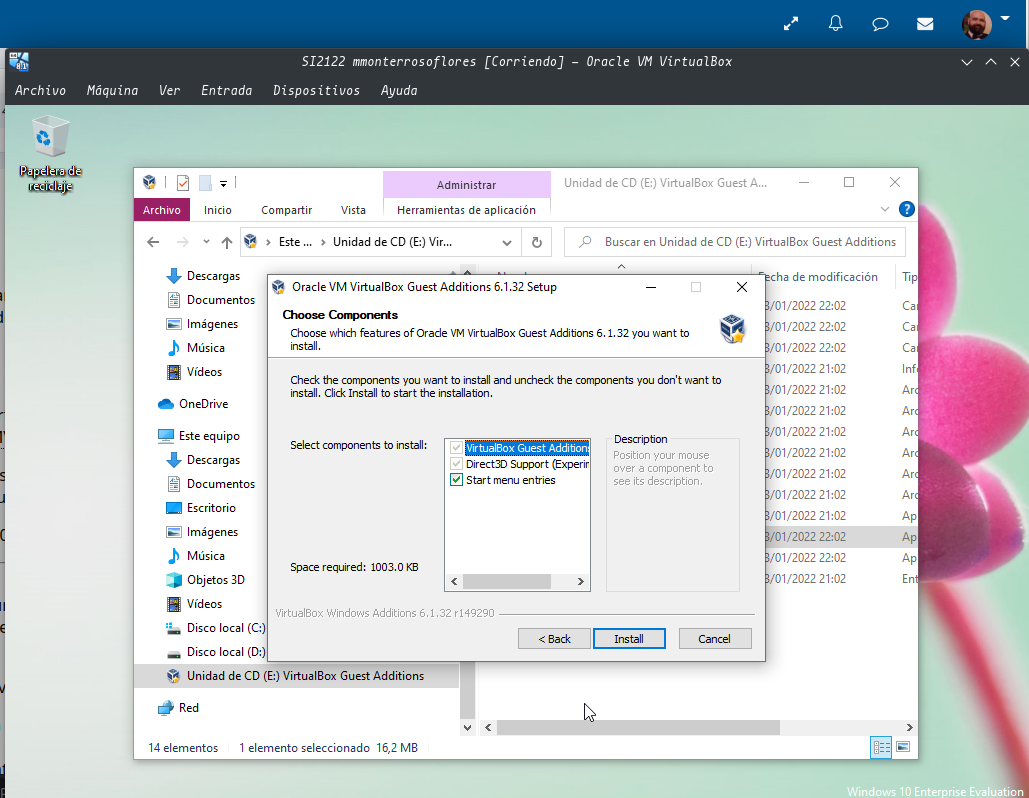 SI2122 mmonterrosoflores [Corriendo] – Oracle VM VirtualBox
Archivo Máquina Ver Entrada Dispositivos Ayuda
Papelera de
reciclaje
Administrar
Unidad de CD (E:) VirtualBox Guest A...
Archivo Inicio Compartir Vista Herramientas de aplicación
Este ... Unidad de CD (E:) Vir...
Buscar en Unidad de CD (E:) VirtualBox Guest Additions
Descargas
Documentos
Imágenes
Música
Vídeos
OneDrive
Este equipo
Descargas
Documentos
Escritorio
Imágenes
Música
Objetos 3D
Vídeos
Disco local (C:)
Disco local (D:)
Unidad de CD (E:) VirtualBox Guest Additions
Red
Fecha de modificación Tip
3/01/2022 22:02 Car
3/01/2022 22:02 Car
3/01/2022 22:02 Car
3/01/2022 21:02 Info
3/01/2022 21:02 Arc
3/01/2022 21:02 Arc
3/01/2022 21:02 Arc
3/01/2022 21:02 Arc
3/01/2022 21:02 Arc
3/01/2022 21:02 Arc
3/01/2022 21:02 Ap
3/01/2022 22:02 Ap
3/01/2022 22:02 Ap
3/01/2022 21:02 Ent
Oracle VM VirtualBox Guest Additions 6.1.32 Setup
Choose Components
Choose which features of Oracle VM VirtualBox Guest Additions 6.1.32 you want to
install.
Check the components you want to install and uncheck the components you don't want to
install. Click Install to start the installation.
Select components to install:
VirtualBox Guest Additions
Direct3D Support (Experim
Start menu entries
Description
Position your mouse
over a component to
see its description.
Space required: 1003.0 KB
VirtualBox Windows Additions 6.1.32 r149290
< Back Install Cancel
14 elementos 1 elemento seleccionado 16,2 MB
Windows 10 Enterprise Evaluation